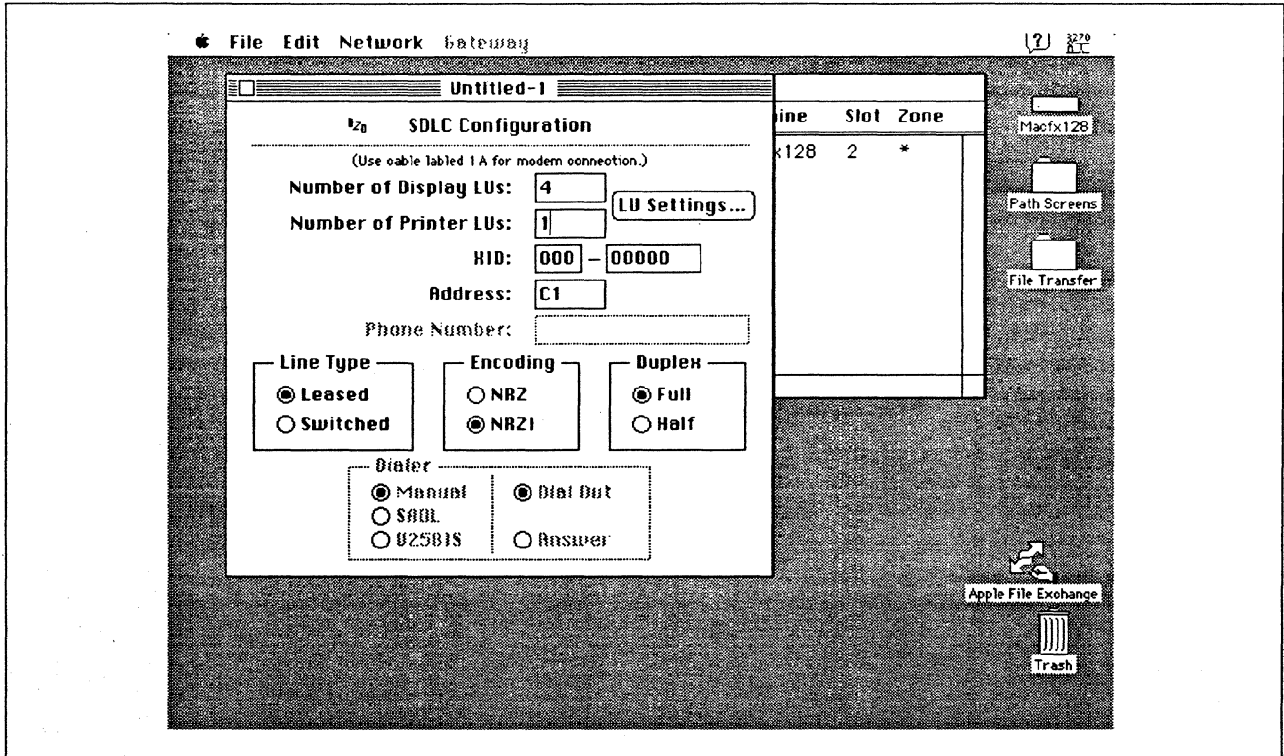 File Edit Network Gateway
3270
Untitled-1
SDLC Configuration
(Use cable labled 1A for modem connection.)
Number of Display LUs: 4
LU Settings...
Number of Printer LUs: 1
XID: 000 – 00000
Address: C1
Phone Number:
Line Type
Leased
Switched
Encoding
NRZ
NRZI
Duplex
Full
Half
Dialer
Manual
SADL
V25BIS
Dial Out
Answer
ine Slot Zone
x128 2 *
Macfx128
Path Screens
File Transfer
Apple File Exchange
Trash